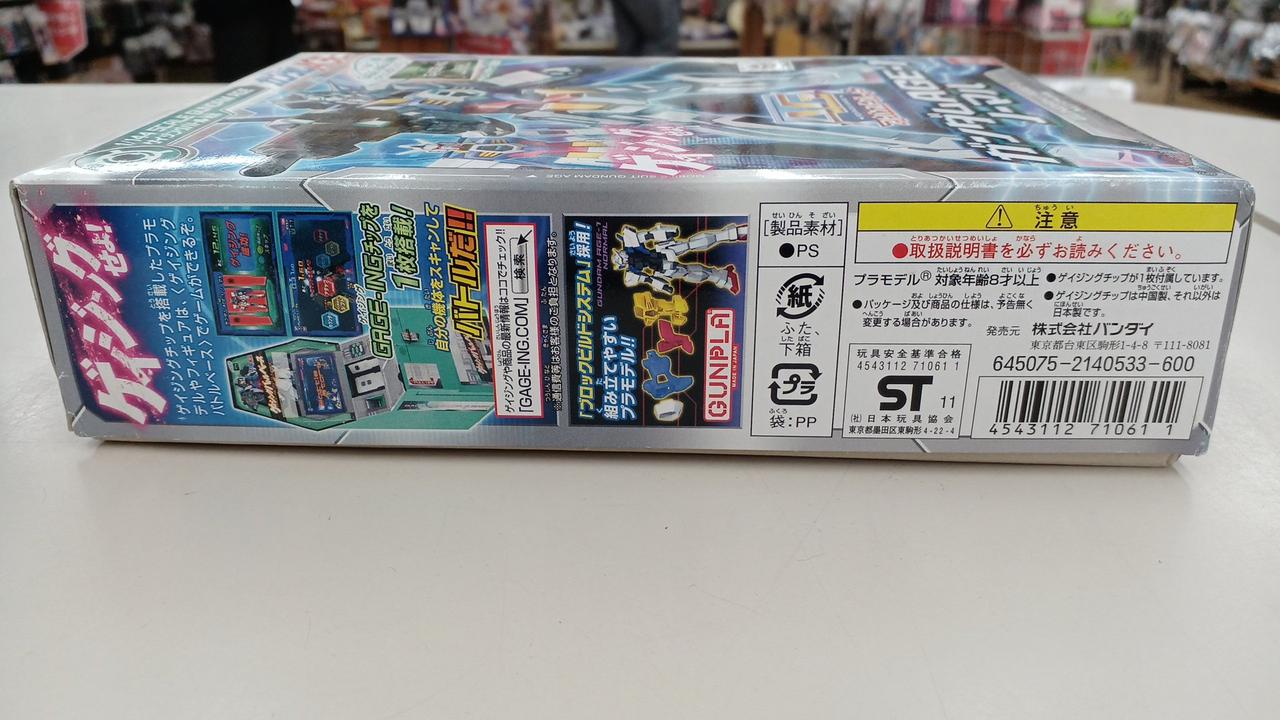 ゲイジングせよ!
ゲイジングチップを搭載したプラモ
デルやフィギュアは、〈ゲイジング
バトルベース〉でゲームができるぞ。
GAGE-INGチップを
1枚搭載!
自分の機体をスキャンして
バトルだ!!
ゲイジングや商品の最新情報はココでチェック!!
「GAGE-ING.COM」 検索
※通信費等はお客様のご負担となります。
「ブロックビルドシステム」採用!
組み立てやすい
プラモデル!!
GUNDAM AGE-1
NORMAL
GUNPLA
MADE IN JAPAN
[製品素材]
●PS
紙
ふた、
下箱
プラ
袋:PP
注意
●取扱説明書を必ずお読みください。
プラモデル® 対象年齢8才以上
●パッケージ及び商品の仕様は、予告無く
変更する場合があります。
●ゲイジングチップが1枚付属しています。
●ゲイジングチップは中国製、それ以外は
日本製です。
発売元 株式会社バンダイ
東京都台東区駒形1-4-8 〒111-8081
玩具安全基準合格
4543112 71061 1
ST 11
(社)日本玩具協会
東京都墨田区東駒形4-22-4
645075-2140533-600
4543112 71061 1